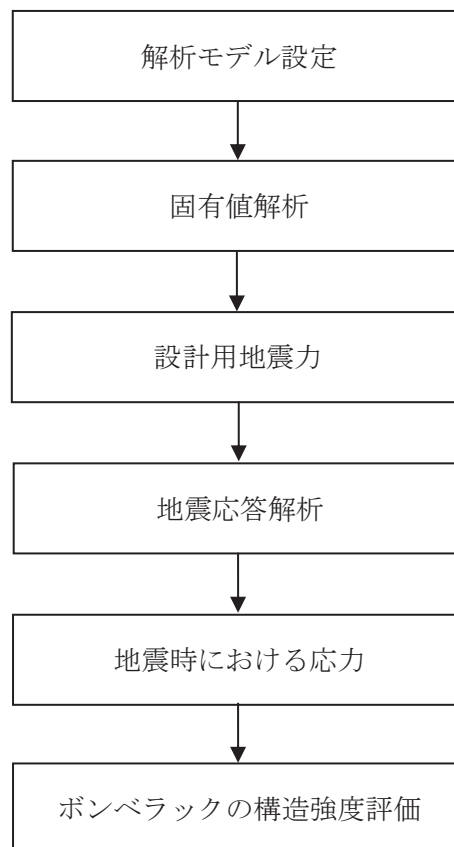 解析モデル設定
固有値解析
設計用地震力
地震応答解析
地震時における応力
ボンベラックの構造強度評価